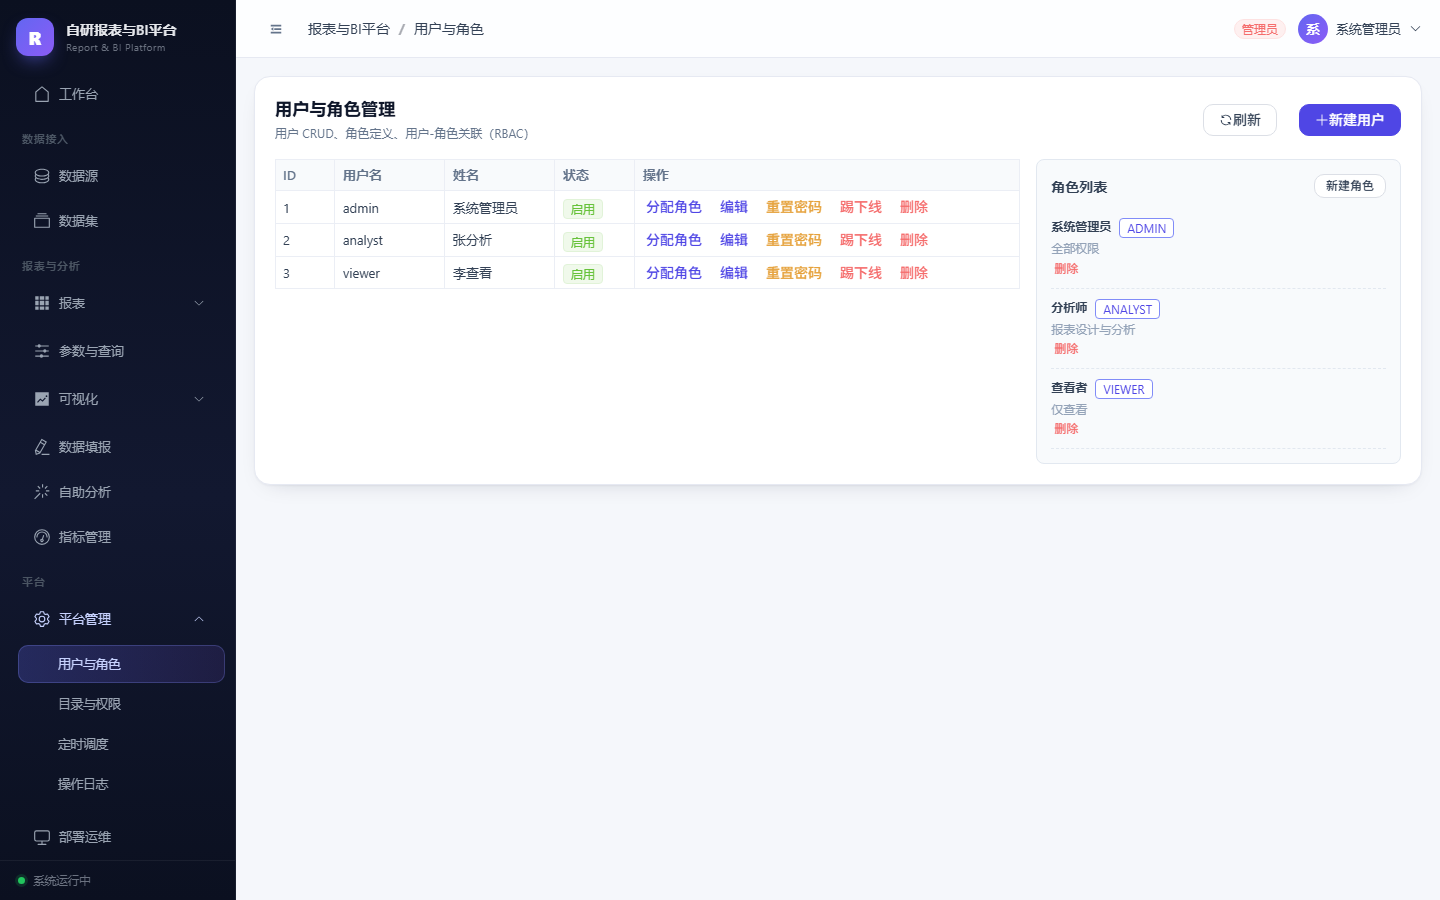 R
自研报表与BI平台
Report & BI Platform
工作台
数据接入
数据源
数据集
报表与分析
报表
参数与查询
可视化
数据填报
自助分析
指标管理
平台
平台管理
用户与角色
目录与权限
定时调度
操作日志
部署运维
系统运行中
报表与BI平台 / 用户与角色
管理员 系 系统管理员
用户与角色管理
用户 CRUD、角色定义、用户-角色关联（RBAC）
刷新 新建用户
ID 用户名 姓名 状态 操作
1 admin 系统管理员 启用 分配角色 编辑 重置密码 踢下线 删除
2 analyst 张分析 启用 分配角色 编辑 重置密码 踢下线 删除
3 viewer 李查看 启用 分配角色 编辑 重置密码 踢下线 删除
角色列表 新建角色
系统管理员 ADMIN
全部权限
删除
分析师 ANALYST
报表设计与分析
删除
查看者 VIEWER
仅查看
删除